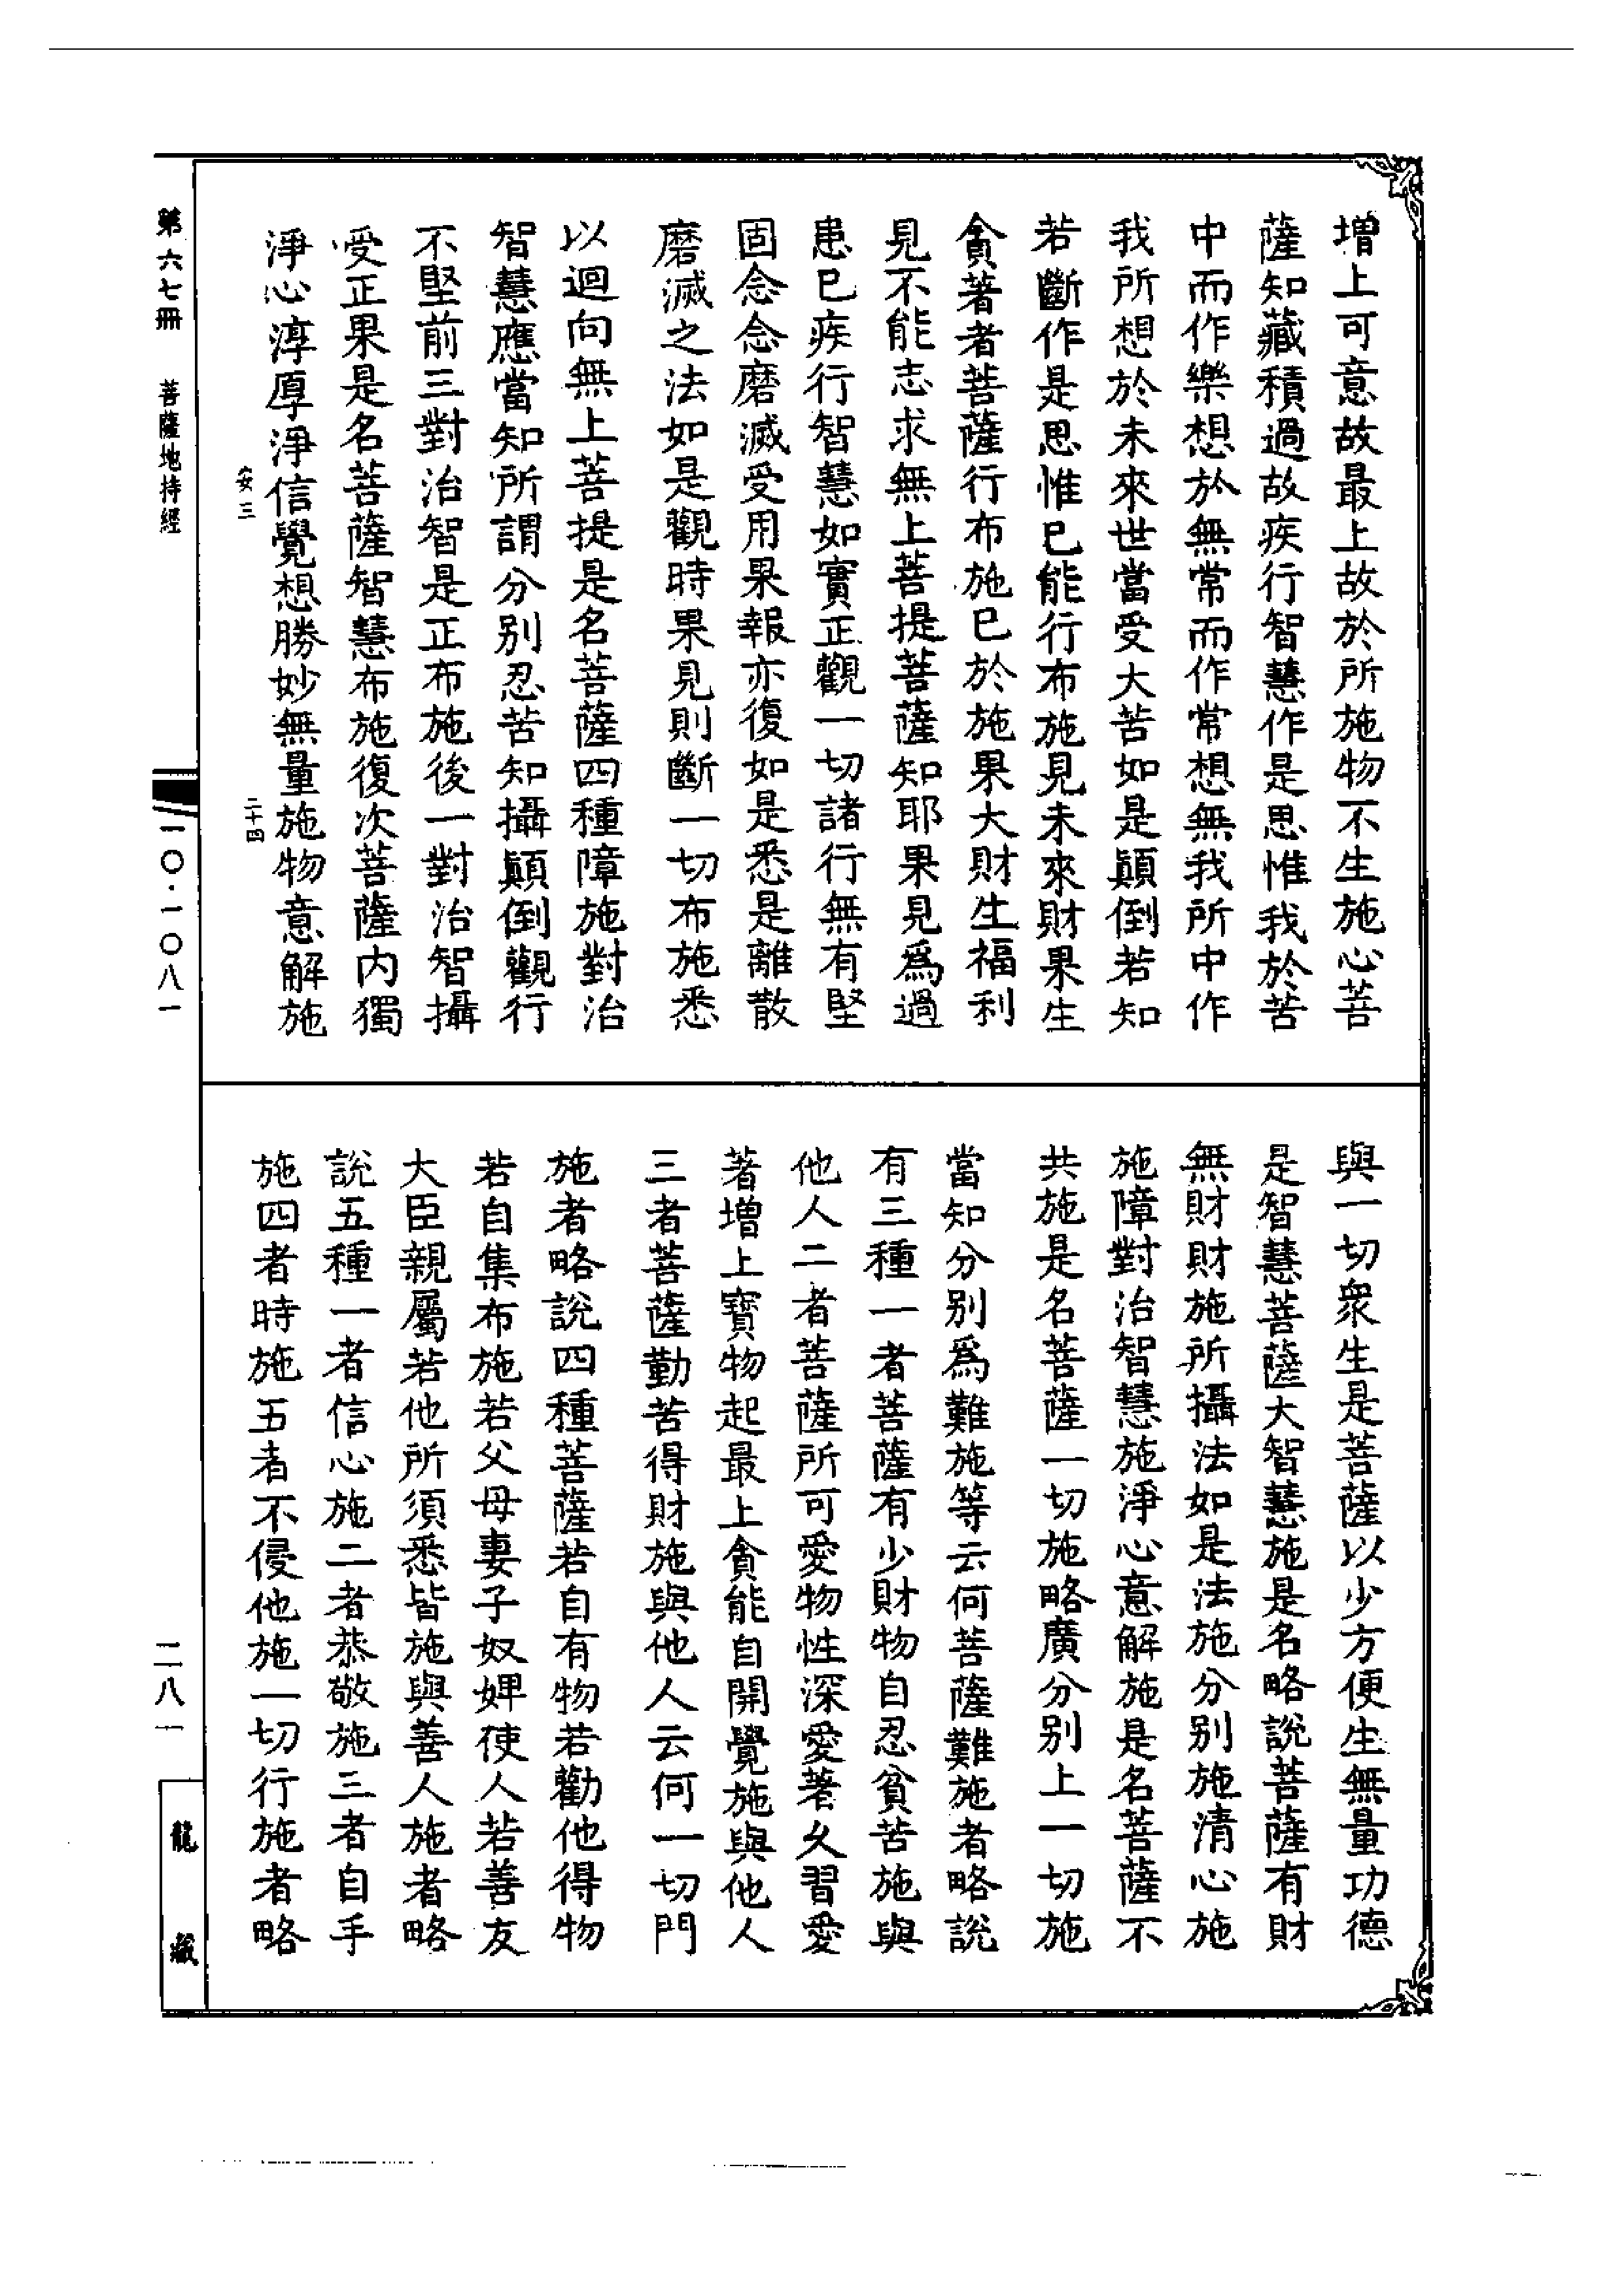 增上可意故最上故於所施物不生施心菩
薩知藏積過故疾行智慧作是思惟我於苦
中而作樂想於無常而作常想無我所中作
我所想於未來世當受大苦如是顛倒若知
若斷作是思惟已能行布施見未來財果生
貪著者菩薩行布施已於施果大財生福利
見不能志求無上菩提菩薩知耶果見爲過
患已疾行智慧如實正觀一切諸行無有堅
固念念磨滅受用果報亦復如是悉是離散
磨滅之法如是觀時果見則斷一切布施悉
以迴向無上菩提是名菩薩四種障施對治
智慧應當知所謂分别忍苦知攝顛倒觀行
不堅前三對治智是正布施後一對治智攝
受正果是名菩薩智慧布施復次菩薩内獨
淨心淳厚淨信覺想勝妙無量施物意解施
安三
二十四
與一切衆生是菩薩以少方便生無量功德
是智慧菩薩大智慧施是名略說菩薩有財
無財財施所攝法如是法施分别施清心施
施障對治智慧施淨心意解施是名菩薩不
共施是名菩薩一切施略廣分别上一切施
當知分别爲難施等云何菩薩難施者略說
有三種一者菩薩有少財物自忍貧苦施與
他人二者菩薩所可愛物性深愛著久習愛
著增上寶物起最上貪能自開覺施與他人
三者菩薩勤苦得財施與他人云何一切門
施者略說四種菩薩若自有物若勸他得物
若自集布施若父母妻子奴婢使人若善友
大臣親屬若他所須悉皆施與善人施者略
說五種一者信心施二者恭敬施三者自手
施四者時施五者不侵他施一切行施者略
第六七冊
菩薩地持經
一〇·一〇八一
二八一
龍藏